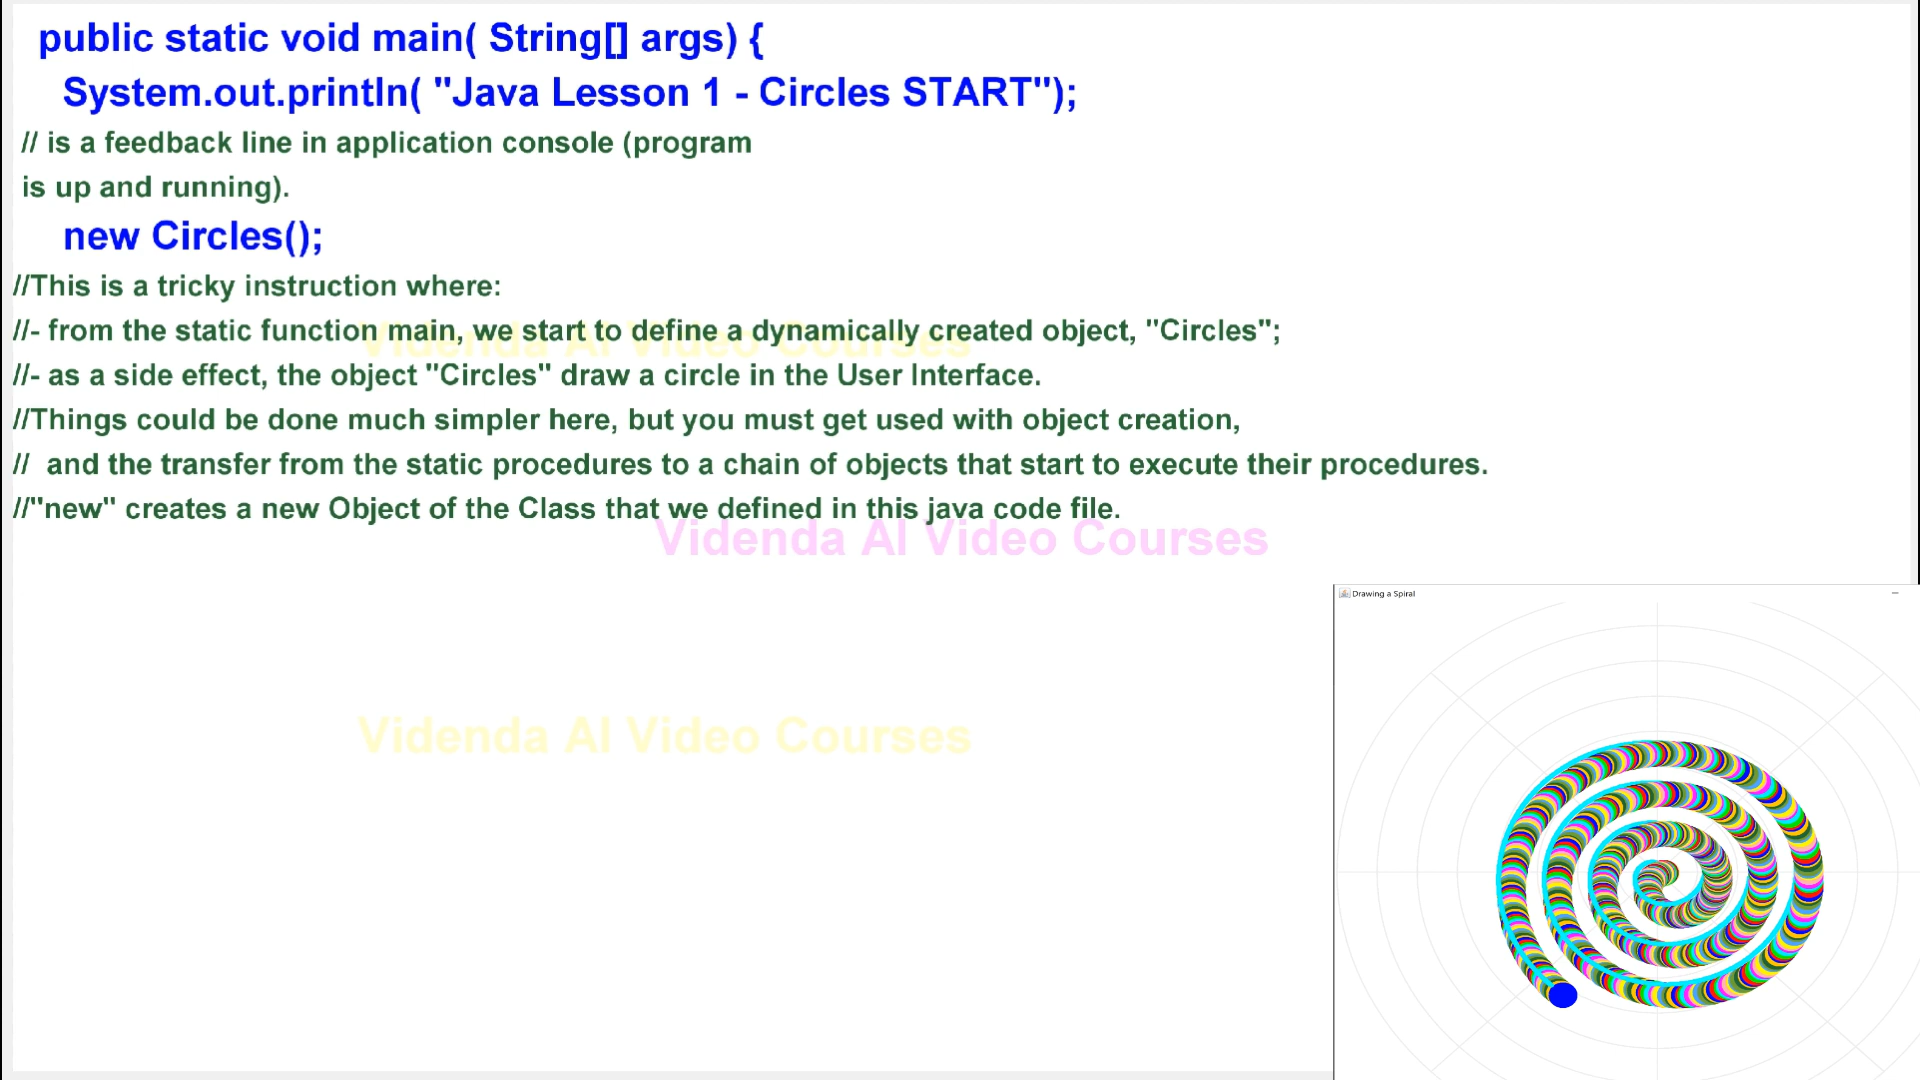 public static void main( String[] args) {
System.out.println( "Java Lesson 1 - Circles START");
// is a feedback line in application console (program
is up and running).
new Circles();
//This is a tricky instruction where:
//- from the static function main, we start to define a dynamically created object, "Circles";
Videnda AI Video Courses
//- as a side effect, the object "Circles" draw a circle in the User Interface.
//Things could be done much simpler here, but you must get used with object creation,
//  and the transfer from the static procedures to a chain of objects that start to execute their procedures.
//"new" creates a new Object of the Class that we defined in this java code file.
Videnda AI Video Courses
Drawing a Spiral
Videnda AI Video Courses